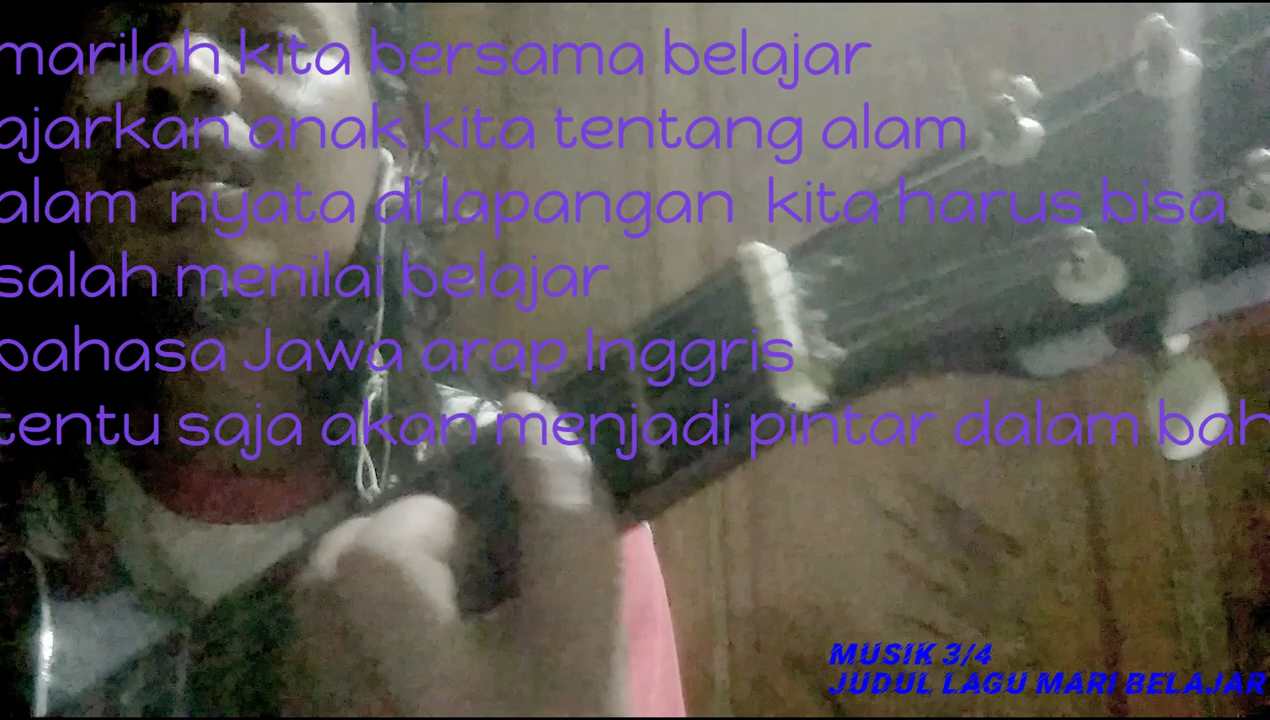 marilah kita bersama belajar
ajarkan anak kita tentang alam
alam nyata di lapangan kita harus bisa
salah menilai belajar
bahasa Jawa arap Inggris
tentu saja akan menjadi pintar dalam bah
MUSIK 3/4
JUDUL LAGU MARI BELAJAR